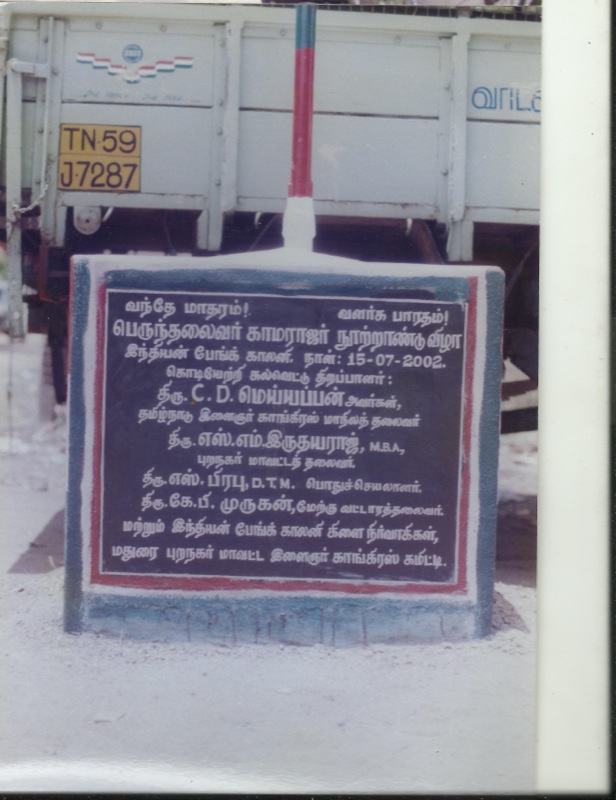 TN 59
J 7287
வாட
வந்தே மாதரம்! வளர்க பாரதம்!
பெருந்தலைவர் காமராஜர் நூற்றாண்டு விழா
இந்தியன் பேங்க் காலனி. நாள்: 15-07-2002.
கொடியேற்றி கல்வெட்டு திறப்பாளர்:
திரு. C. D. மெய்யப்பன் அவர்கள்,
தமிழ்நாடு இளைஞர் காங்கிரஸ் மாநிலத் தலைவர்
திரு. எஸ்.எம்.இருதயராஜ், M.B.A.,
புறநகர் மாவட்டத் தலைவர்.
திரு. எஸ். பிரபு, D.T.M. பொதுச்செயலாளர்.
திரு. கே.பி. முருகன், மேற்கு வட்டாரத்தலைவர்.
மற்றும் இந்தியன் பேங்க் காலனி கிளை நிர்வாகிகள்,
மதுரை புறநகர் மாவட்ட இளைஞர் காங்கிரஸ் கமிட்டி.